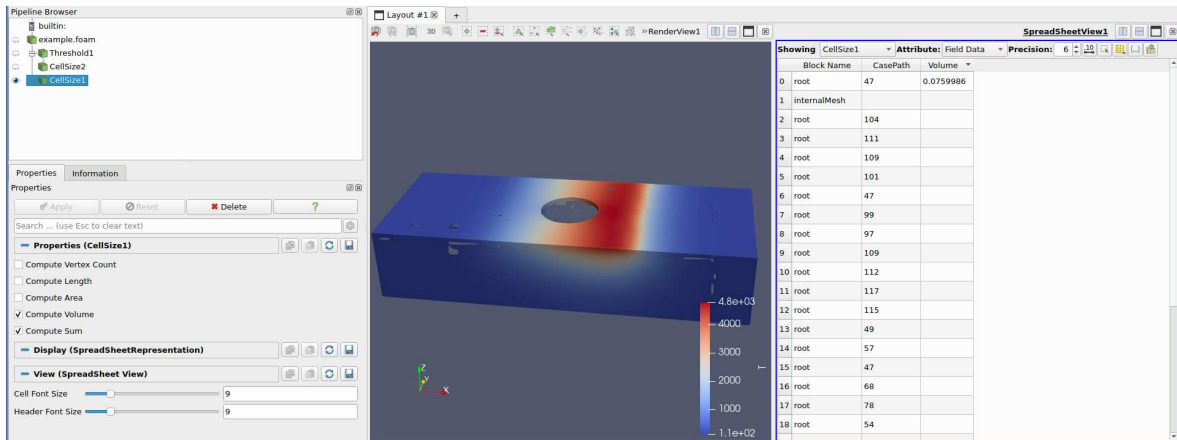 Pipeline Browser
builtin:
example.foam
Threshold1
CellSize2
CellSize1
Properties Information
Properties
Apply Reset Delete ?
Search ... (use Esc to clear text)
Properties (CellSize1)
Compute Vertex Count
Compute Length
Compute Area
Compute Volume
Compute Sum
Display (SpreadSheetRepresentation)
View (SpreadSheet View)
Cell Font Size 9
Header Font Size 9
Layout #1 +
3D »RenderView1
4.8e+03
4000
3000
2000
1000
1.1e+02
T
Z
Y
X
SpreadSheetView1
Showing CellSize1 Attribute: Field Data Precision: 6
Block Name CasePath Volume
0 root 47 0.0759986
1 internalMesh
2 root 104
3 root 111
4 root 109
5 root 101
6 root 47
7 root 99
8 root 97
9 root 109
10 root 112
11 root 117
12 root 115
13 root 49
14 root 57
15 root 47
16 root 68
17 root 78
18 root 54